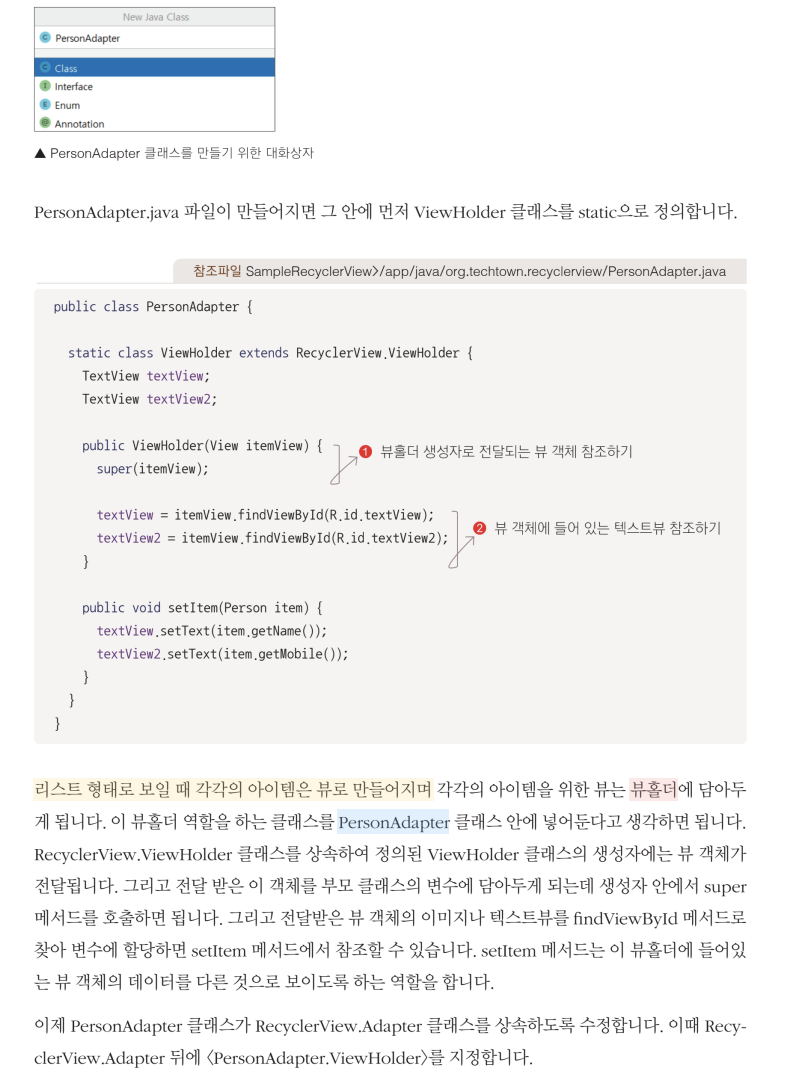 New Java Class
C PersonAdapter
C Class
I Interface
E Enum
@ Annotation
▲ PersonAdapter 클래스를 만들기 위한 대화상자
PersonAdapter.java 파일이 만들어지면 그 안에 먼저 ViewHolder 클래스를 static으로 정의합니다.
참조파일 SampleRecyclerView>/app/java/org.techtown.recyclerview/PersonAdapter.java
public class PersonAdapter {
static class ViewHolder extends RecyclerView.ViewHolder {
TextView textView;
TextView textView2;
public ViewHolder(View itemView) {
❶ 뷰홀더 생성자로 전달되는 뷰 객체 참조하기
super(itemView);
textView = itemView.findViewById(R.id.textView);
❷ 뷰 객체에 들어 있는 텍스트뷰 참조하기
textView2 = itemView.findViewById(R.id.textView2);
}
public void setItem(Person item) {
textView.setText(item.getName());
textView2.setText(item.getMobile());
}
}
}
리스트 형태로 보일 때 각각의 아이템은 뷰로 만들어지며 각각의 아이템을 위한 뷰는 뷰홀더에 담아두
게 됩니다. 이 뷰홀더 역할을 하는 클래스를 PersonAdapter 클래스 안에 넣어둔다고 생각하면 됩니다.
RecyclerView.ViewHolder 클래스를 상속하여 정의된 ViewHolder 클래스의 생성자에는 뷰 객체가
전달됩니다. 그리고 전달 받은 이 객체를 부모 클래스의 변수에 담아두게 되는데 생성자 안에서 super
메서드를 호출하면 됩니다. 그리고 전달받은 뷰 객체의 이미지나 텍스트뷰를 findViewById 메서드로
찾아 변수에 할당하면 setItem 메서드에서 참조할 수 있습니다. setItem 메서드는 이 뷰홀더에 들어있
는 뷰 객체의 데이터를 다른 것으로 보이도록 하는 역할을 합니다.
이제 PersonAdapter 클래스가 RecyclerView.Adapter 클래스를 상속하도록 수정합니다. 이때 Recy-
clerView.Adapter 뒤에 〈PersonAdapter.ViewHolder〉를 지정합니다.